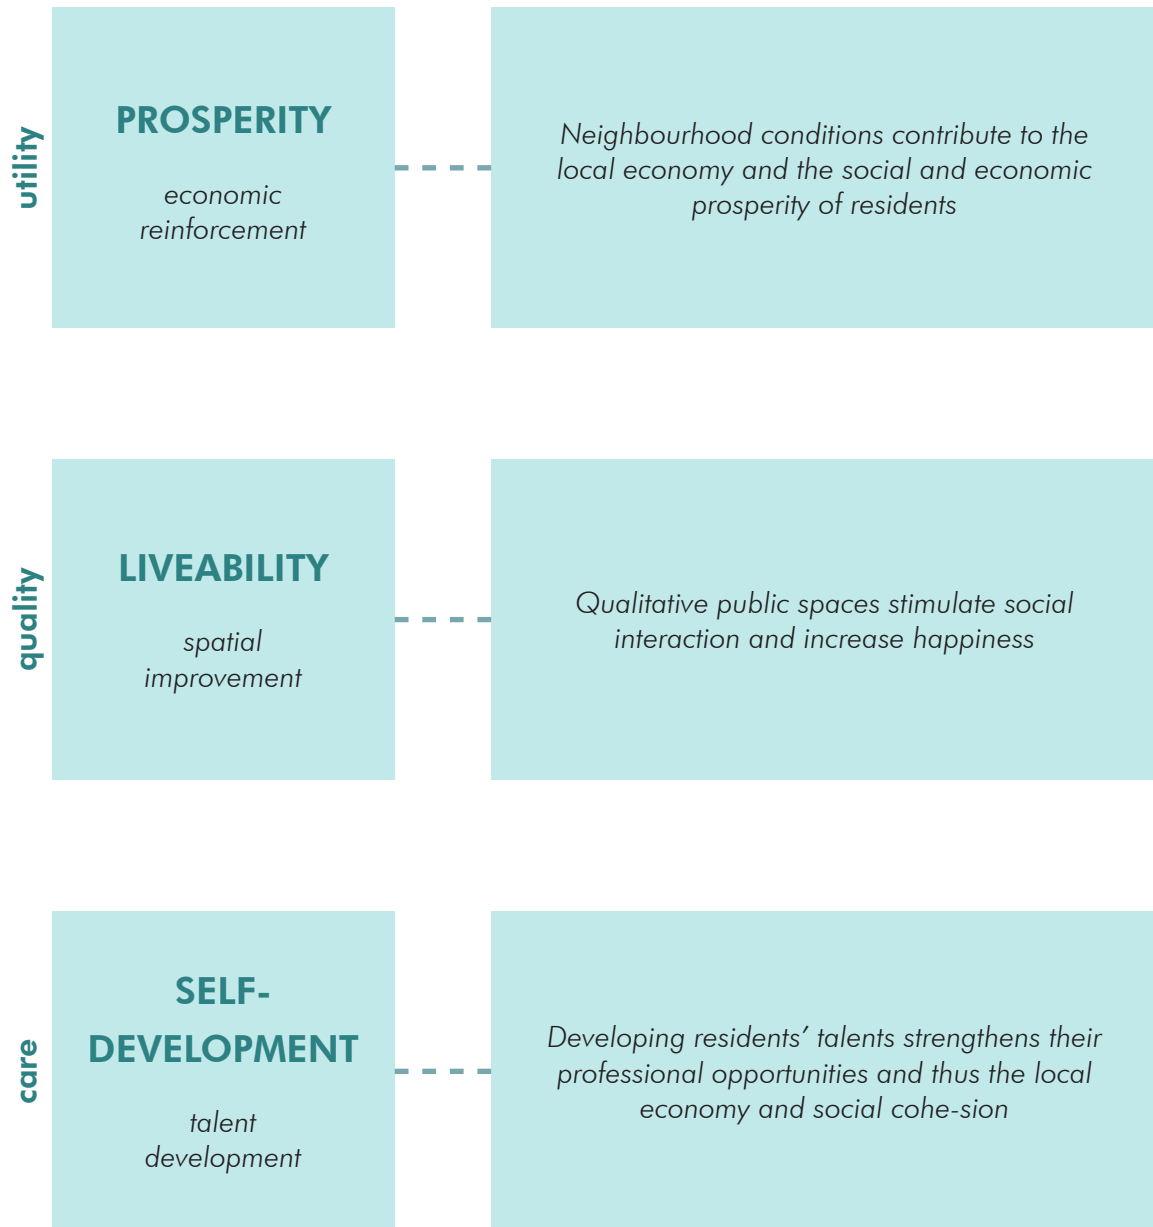 utility
PROSPERITY
economic
reinforcement
Neighbourhood conditions contribute to the
local economy and the social and economic
prosperity of residents
quality
LIVEABILITY
spatial
improvement
Qualitative public spaces stimulate social
interaction and increase happiness
care
SELF-
DEVELOPMENT
talent
development
Developing residents’ talents strengthens their
professional opportunities and thus the local
economy and social cohe-sion